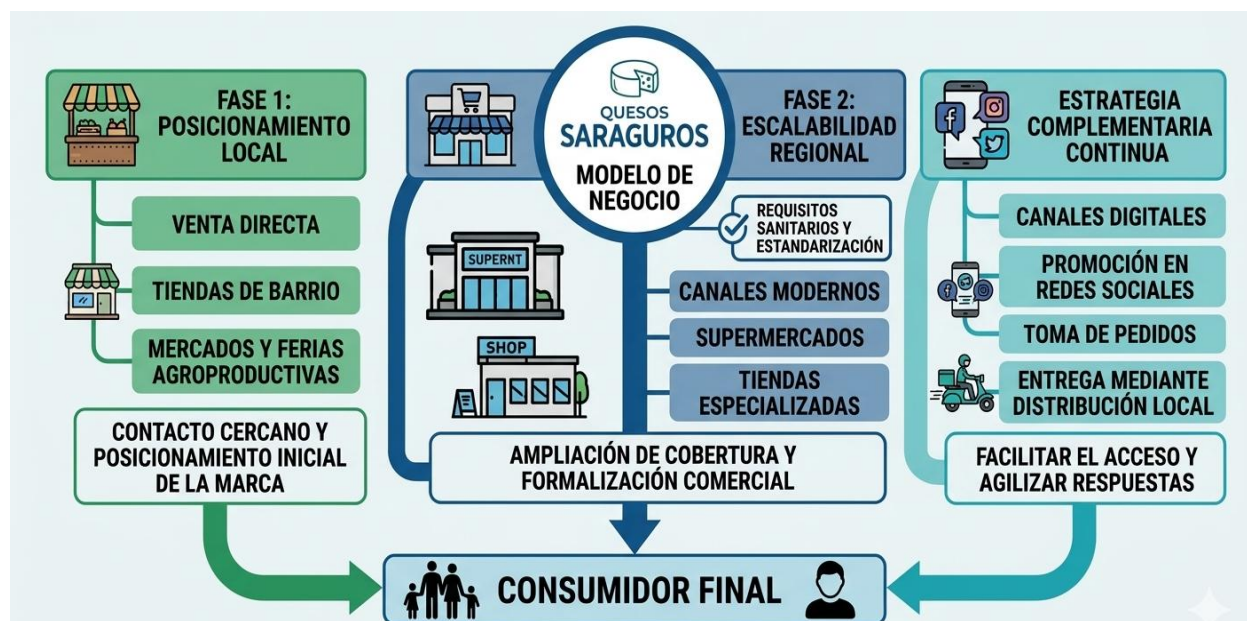 FASE 1:
POSICIONAMIENTO
LOCAL
VENTA DIRECTA
TIENDAS DE BARRIO
MERCADOS Y FERIAS
AGROPRODUCTIVAS
CONTACTO CERCANO Y
POSICIONAMIENTO INICIAL
DE LA MARCA
QUESOS
SARAGUROS
MODELO DE
NEGOCIO
FASE 2:
ESCALABILIDAD
REGIONAL
REQUISITOS
SANITARIOS Y
ESTANDARIZACIÓN
SUPERNT
SHOP
CANALES MODERNOS
SUPERMERCADOS
TIENDAS
ESPECIALIZADAS
AMPLIACIÓN DE COBERTURA Y
FORMALIZACIÓN COMERCIAL
ESTRATEGIA
COMPLEMENTARIA
CONTINUA
CANALES DIGITALES
PROMOCIÓN EN
REDES SOCIALES
TOMA DE PEDIDOS
ENTREGA MEDIANTE
DISTRIBUCIÓN LOCAL
FACILITAR EL ACCESO Y
AGILIZAR RESPUESTAS
CONSUMIDOR FINAL